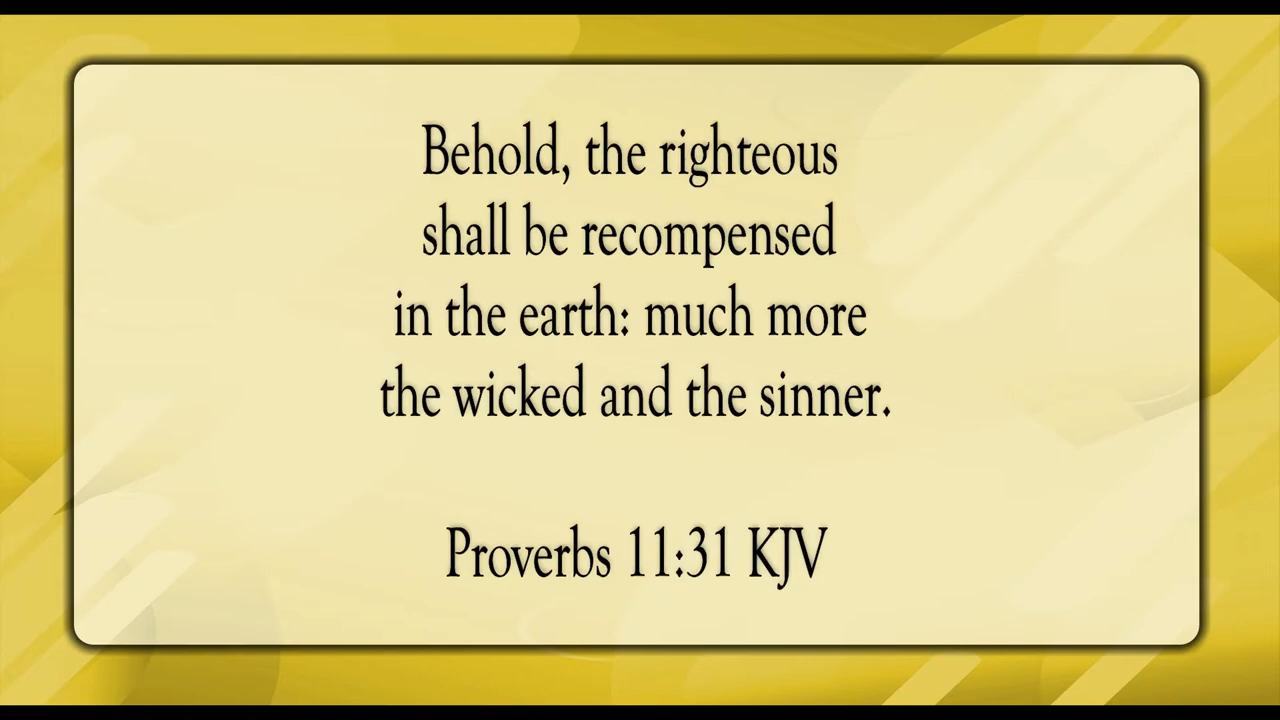 Behold, the righteous
shall be recompensed
in the earth: much more
the wicked and the sinner.
Proverbs 11:31 KJV